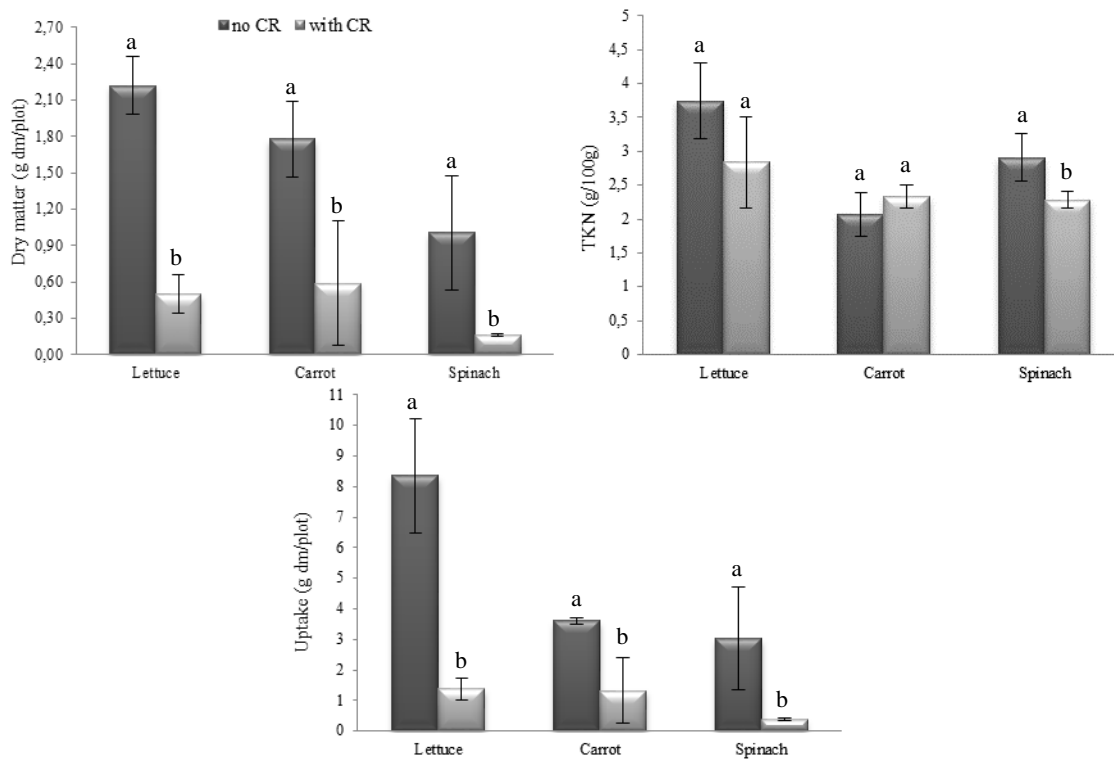 no CR with CR
Dry matter (g dm/plot)
2,70
2,40
2,10
1,80
1,50
1,20
0,90
0,60
0,30
0,00
a
b
a
b
a
b
Lettuce Carrot Spinach
TKN (g/100g)
5
4,5
4
3,5
3
2,5
2
1,5
1
0,5
0
a
a
a
a
a
b
Lettuce Carrot Spinach
Uptake (g dm/plot)
11
10
9
8
7
6
5
4
3
2
1
0
a
b
a
b
a
b
Lettuce Carrot Spinach